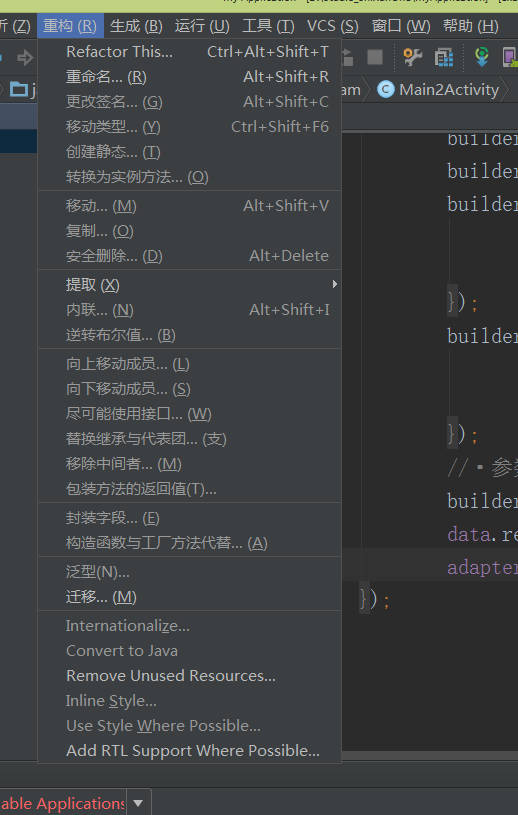 析 (Z) 重构 (R) 生成 (B) 运行 (U) 工具 (T) VCS (S) 窗口 (W) 帮助 (H)
am Main2Activity
Refactor This... Ctrl+Alt+Shift+T
重命名... (R) Alt+Shift+R
更改签名... (G) Alt+Shift+C
移动类型... (Y) Ctrl+Shift+F6
创建静态... (T)
转换为实例方法... (O)
移动... (M) Alt+Shift+V
复制... (O)
安全删除... (D) Alt+Delete
提取 (X)
内联... (N) Alt+Shift+I
逆转布尔值... (B)
向上移动成员... (L)
向下移动成员... (S)
尽可能使用接口... (W)
替换继承与代表团... (支)
移除中间者... (M)
包装方法的返回值(T)...
封装字段... (E)
构造函数与工厂方法代替... (A)
泛型(N)...
迁移... (M)
Internationalize...
Convert to Java
Remove Unused Resources...
Inline Style...
Use Style Where Possible...
Add RTL Support Where Possible...
builder
builder
builder
});
builder
});
//·参
builder
data.re
adapter
});
able Applications